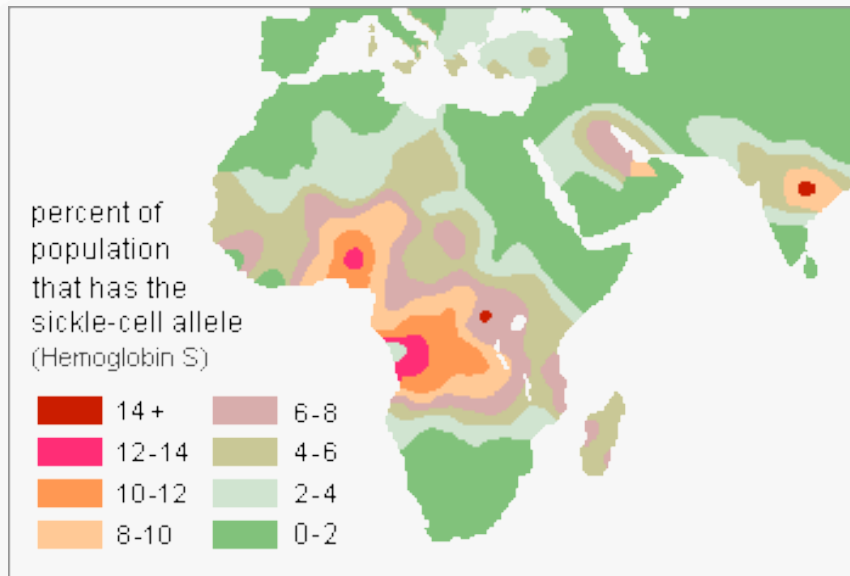 percent of
population
that has the
sickle-cell allele
(Hemoglobin S)
14 +
6-8
12-14
4-6
10-12
2-4
8-10
0-2